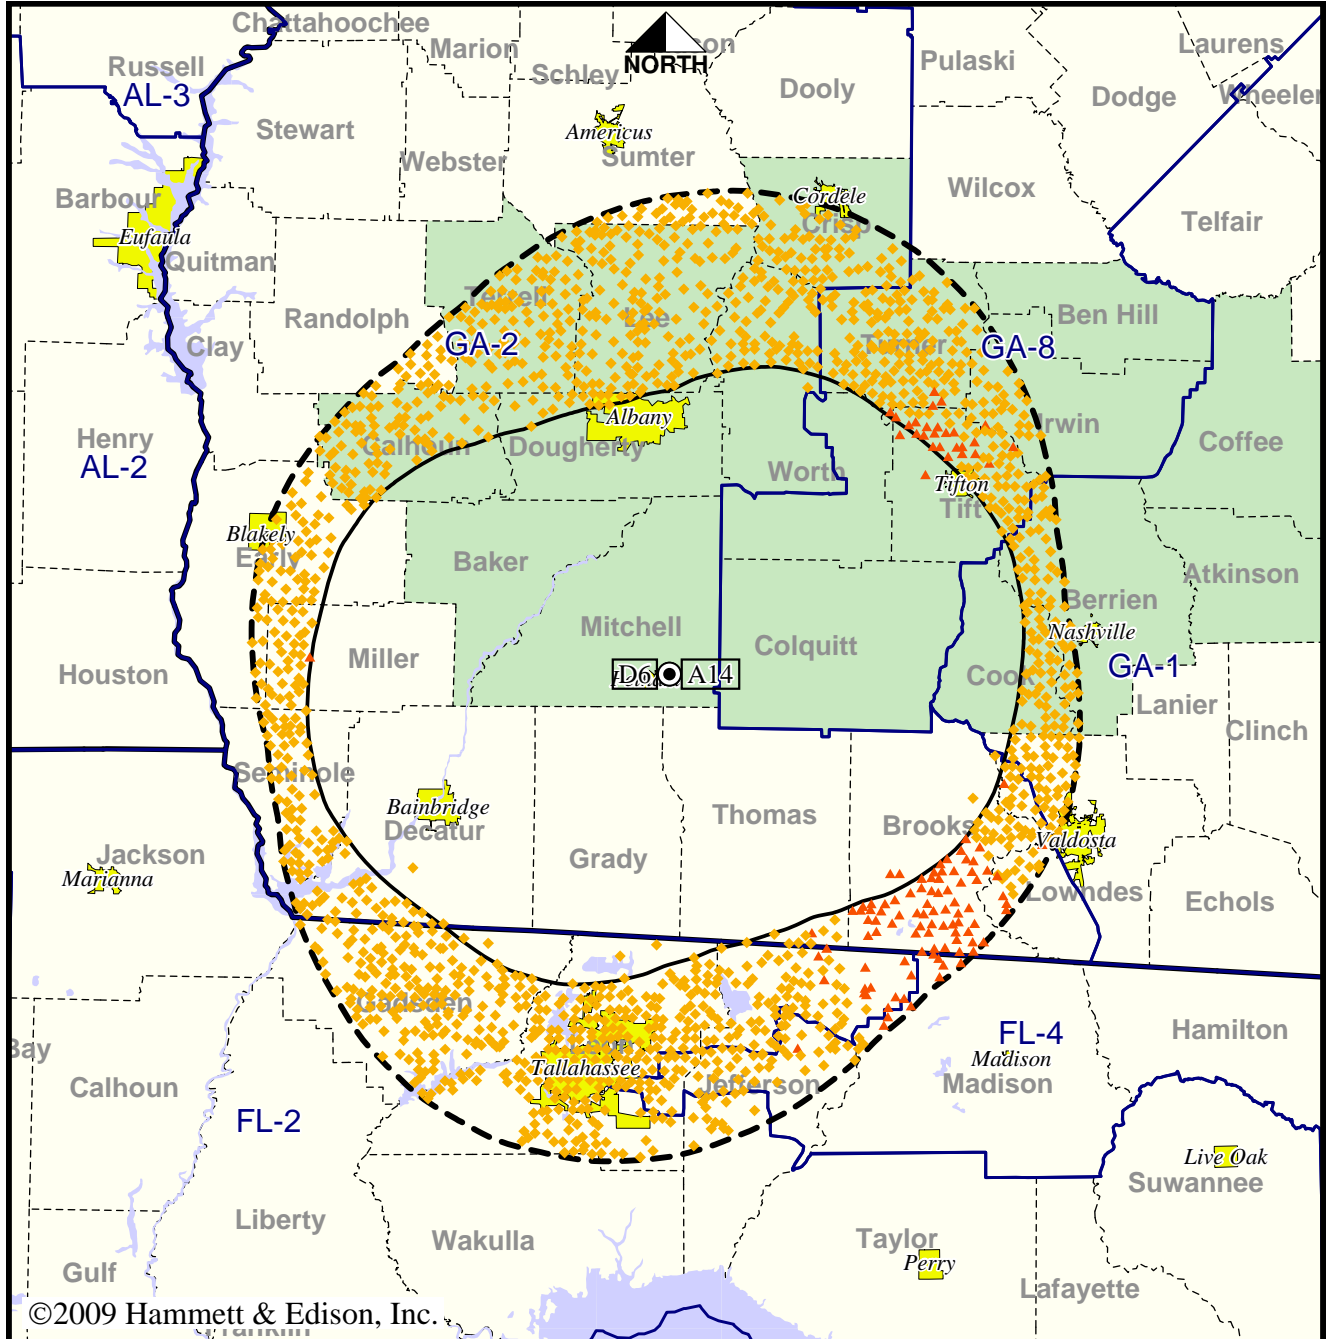 Chattahoochee
Marion
Schley
NORTH
Dooly
Pulaski
Laurens
Russell
AL-3
Dodge
Wheeler
Stewart
Americus
Sumter
Webster
Wilcox
Barbour
Cordele
Crisp
Telfair
Eufaula
Quitman
Terrell
Randolph
Lee
Ben Hill
Clay
GA-2
Turner
GA-8
Albany
Irwin
Henry
AL-2
Calhoun
Dougherty
Coffee
Worth
Tifton
Tift
Blakely
Early
Baker
Atkinson
Berrien
Mitchell
Nashville
Colquitt
Miller
GA-1
Houston
D6
A14
Cook
Lanier
Clinch
Seminole
Bainbridge
Decatur
Thomas
Brooks
Valdosta
Jackson
Marianna
Grady
Lowndes
Echols
Gadsden
FL-4
Hamilton
Bay
Leon
Madison
Tallahassee
Jefferson
Madison
Calhoun
FL-2
Live Oak
Suwannee
Liberty
Wakulla
Taylor
Perry
Gulf
Lafayette
©2009 Hammett & Edison, Inc.
Franklin